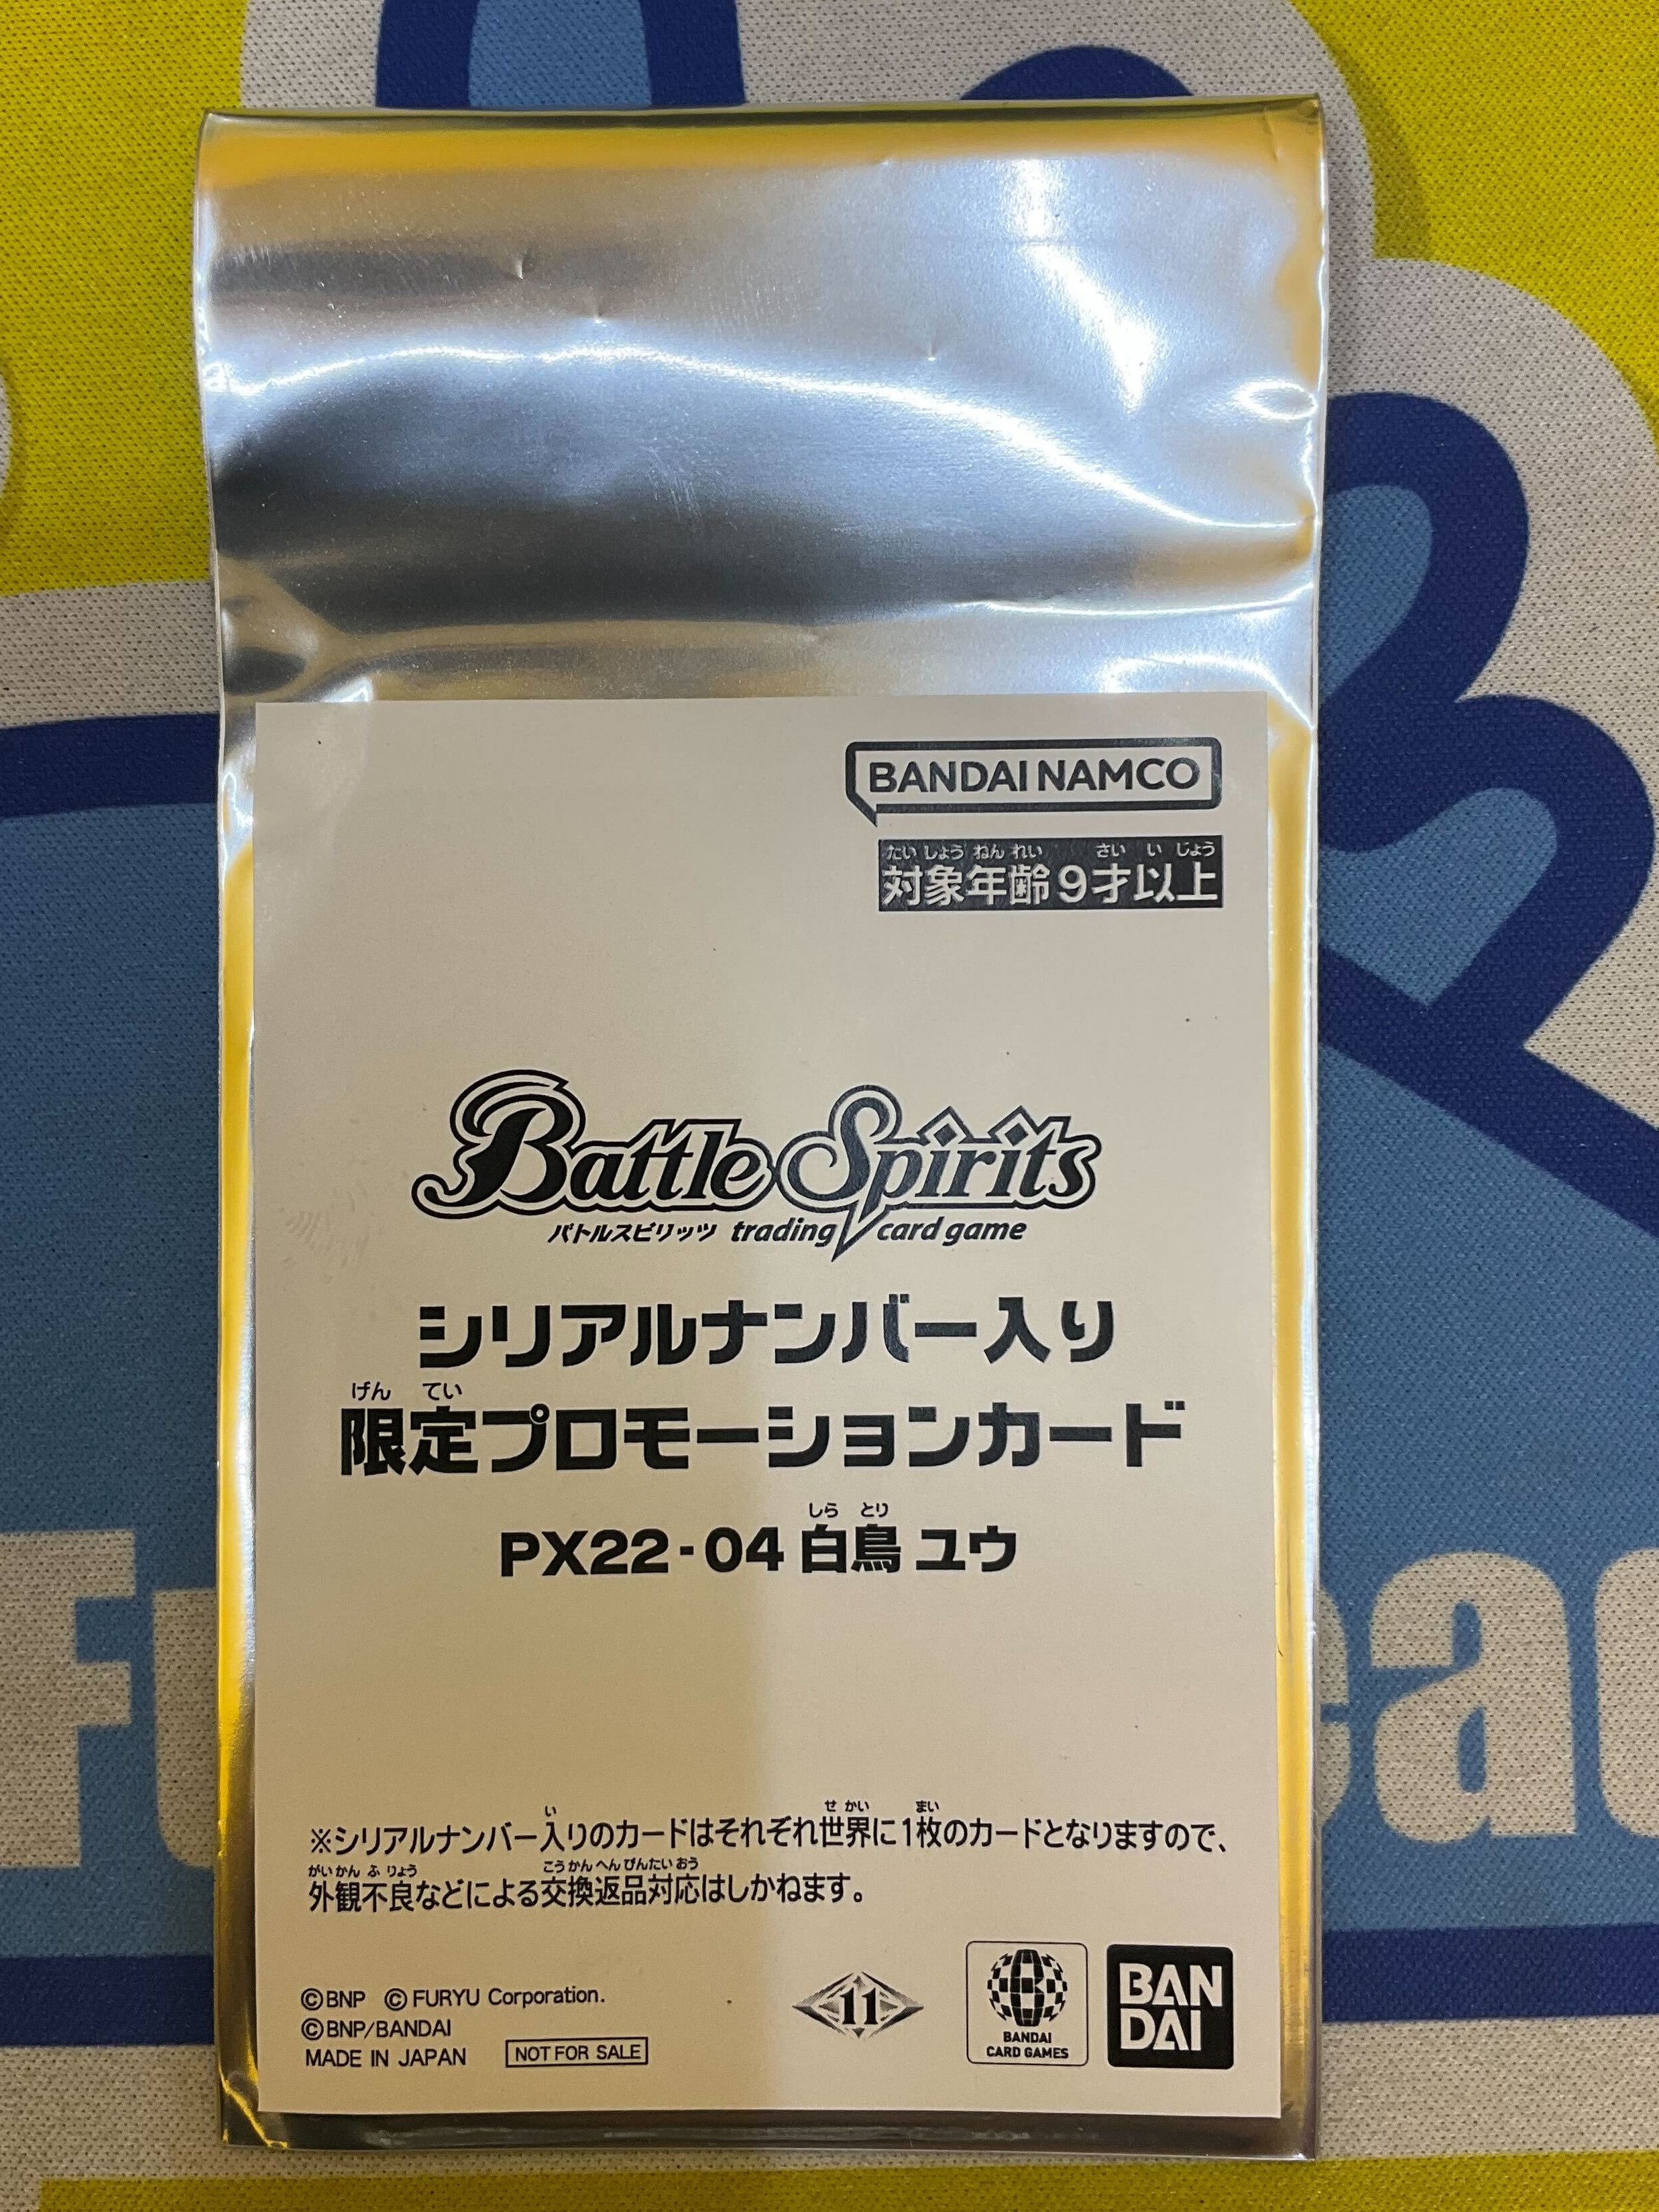 BANDAI NAMCO
たいしょうねんれい さいいじょう
対象年齢9才以上
Battle Spirits
バトルスピリッツ trading card game
シリアルナンバー入り
げんてい
限定プロモーションカード
しらとり
PX22-04 白鳥 ユウ
い せかい まい
※シリアルナンバー入りのカードはそれぞれ世界に1枚のカードとなりますので、
がいかんふりょう こうかんへんぴんたいおう
外観不良などによる交換返品対応はしかねます。
©BNP ©FURYU Corporation.
©BNP/BANDAI
MADE IN JAPAN NOT FOR SALE
11
BANDAI
CARD GAMES
BAN
DAI